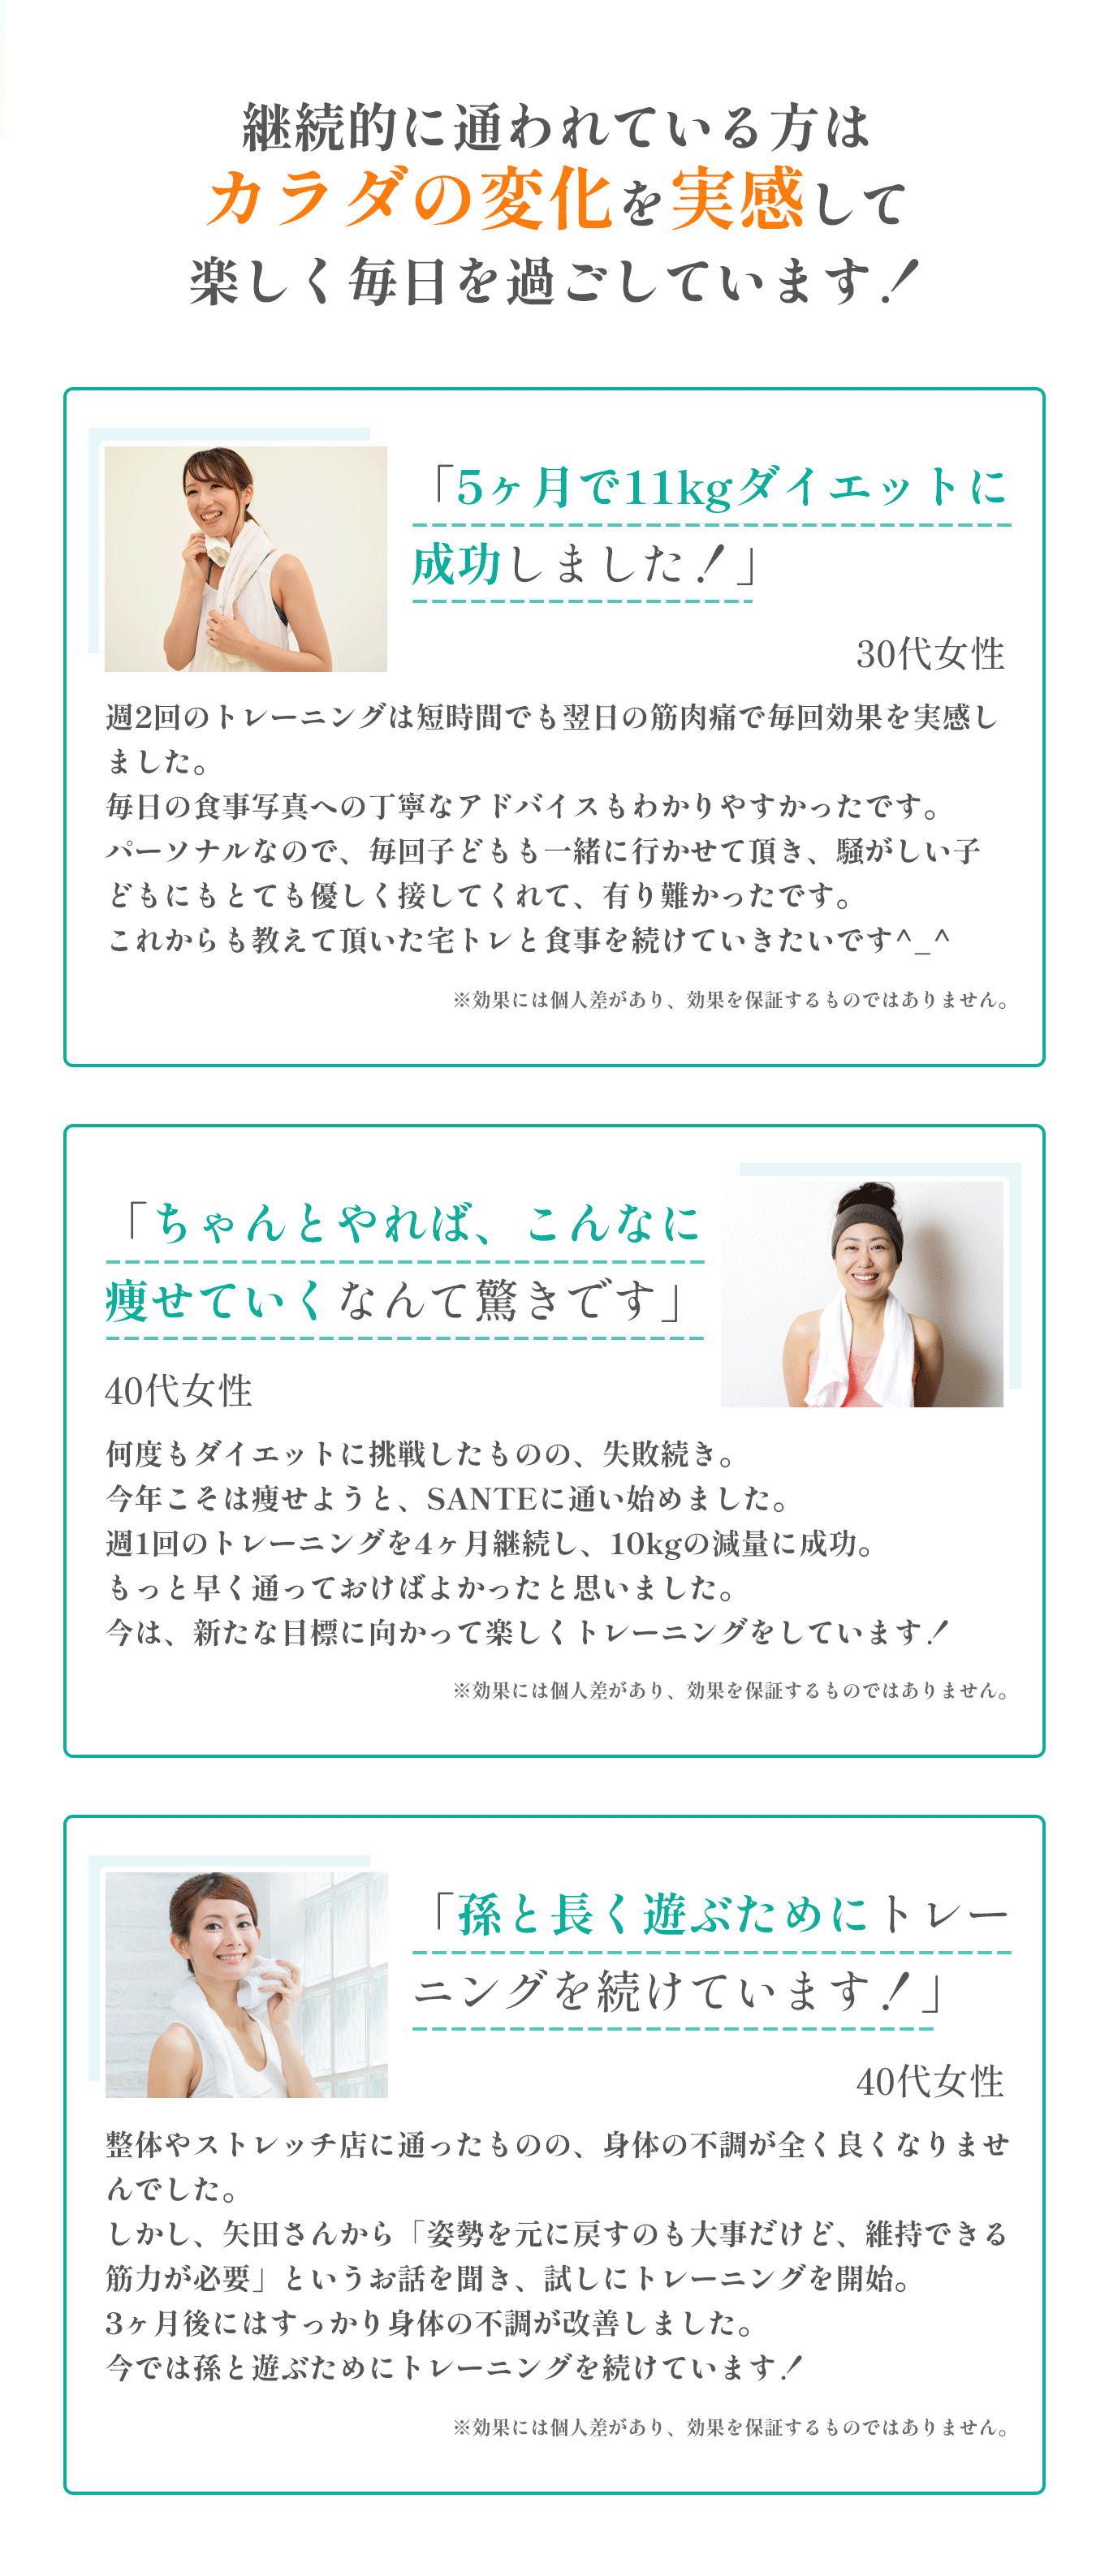 継続的に通われている方は
カラダの変化を実感して
楽しく毎日を過ごしています！
「5ヶ月で11kgダイエットに
成功しました！」
30代女性
週2回のトレーニングは短時間でも翌日の筋肉痛で毎回効果を実感し
ました。
毎日の食事写真への丁寧なアドバイスもわかりやすかったです。
パーソナルなので、毎回子どもも一緒に行かせて頂き、騒がしい子
どもにもとても優しく接してくれて、有り難かったです。
これからも教えて頂いた宅トレと食事を続けていきたいです^_^
※効果には個人差があり、効果を保証するものではありません。
「ちゃんとやれば、こんなに
痩せていくなんて驚きです」
40代女性
何度もダイエットに挑戦したものの、失敗続き。
今年こそは痩せようと、SANTEに通い始めました。
週1回のトレーニングを4ヶ月継続し、10kgの減量に成功。
もっと早く通っておけばよかったと思いました。
今は、新たな目標に向かって楽しくトレーニングをしています！
※効果には個人差があり、効果を保証するものではありません。
「孫と長く遊ぶためにトレー
ニングを続けています！」
40代女性
整体やストレッチ店に通ったものの、身体の不調が全く良くなりませ
んでした。
しかし、矢田さんから「姿勢を元に戻すのも大事だけど、維持できる
筋力が必要」というお話を聞き、試しにトレーニングを開始。
3ヶ月後にはすっかり身体の不調が改善しました。
今では孫と遊ぶためにトレーニングを続けています！
※効果には個人差があり、効果を保証するものではありません。